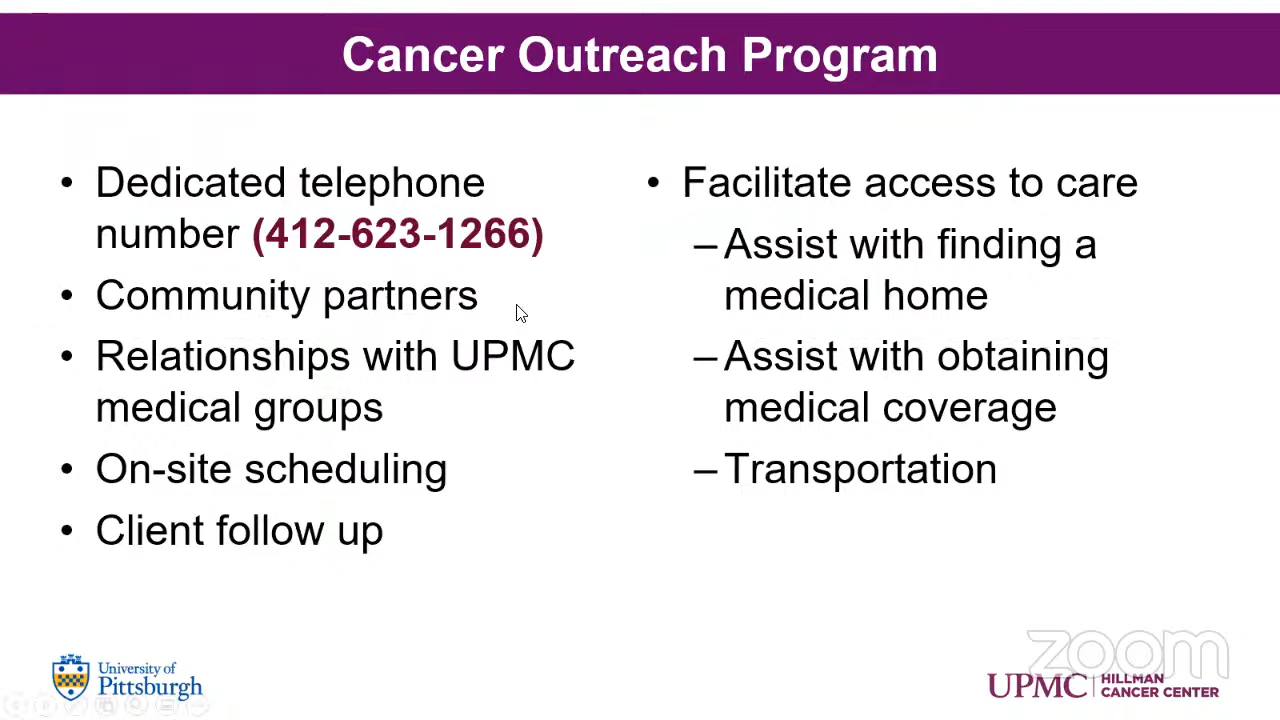 Cancer Outreach Program
• Dedicated telephone
number (412-623-1266)
• Community partners
• Relationships with UPMC
medical groups
• On-site scheduling
• Client follow up
• Facilitate access to care
– Assist with finding a
medical home
– Assist with obtaining
medical coverage
– Transportation
University of
Pittsburgh
zoom
UPMC | HILLMAN
CANCER CENTER